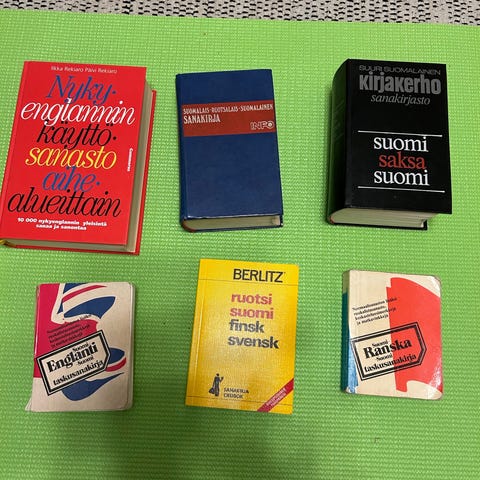 Ilkka Rekiaro Päivi Rekiaro
Nyky-
englannin
käyttö-
sanasto
aihe-
alueittain
10 000 nykyenglannin yleisintä
sanaa ja sanontaa
Gummerus
SUOMALAIS-RUOTSALAIS-SUOMALAINEN
SANAKIRJA
INFO
SUURI SUOMALAINEN
kirjakerho
sanakirjasto
suomi
saksa
suomi
Suomi
Englanti
Suomi
taskusanakirja
BERLITZ
ruotsi
suomi
finsk
svensk
SANAKIRJA
ORDBOK
Suomi
Ranska
Suomi
taskusanakirja